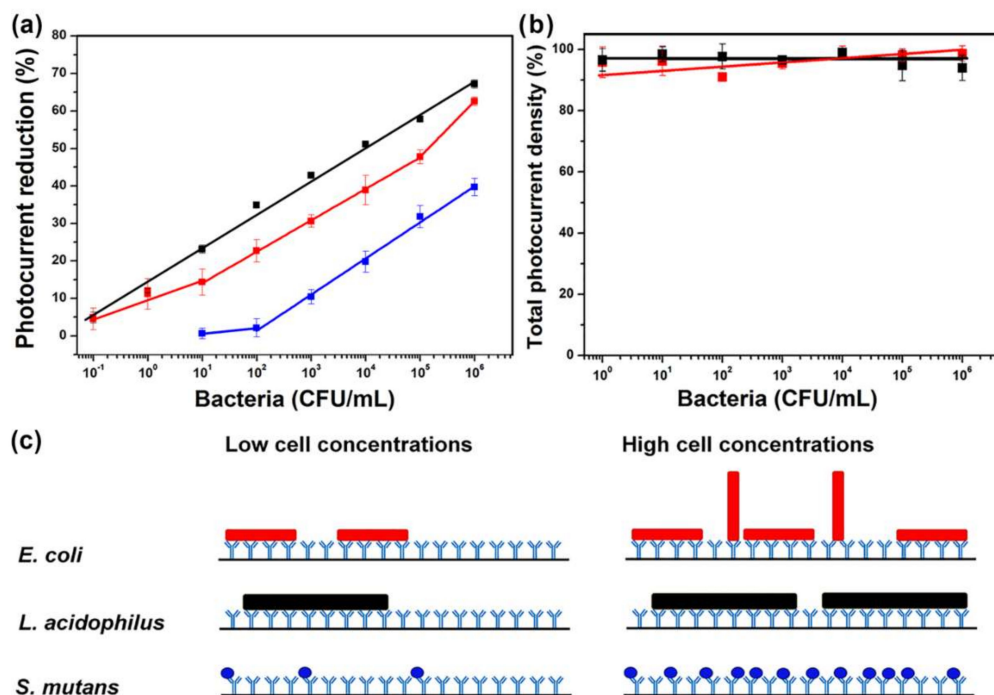 (a)
Photocurrent reduction (%)
80
70
60
50
40
30
20
10
0
10⁻¹ 10⁰ 10¹ 10² 10³ 10⁴ 10⁵ 10⁶
Bacteria (CFU/mL)
(b)
Total photocurrent density (%)
100
80
60
40
20
0
10⁰ 10¹ 10² 10³ 10⁴ 10⁵ 10⁶
Bacteria (CFU/mL)
(c)
Low cell concentrations
High cell concentrations
E. coli
L. acidophilus
S. mutans